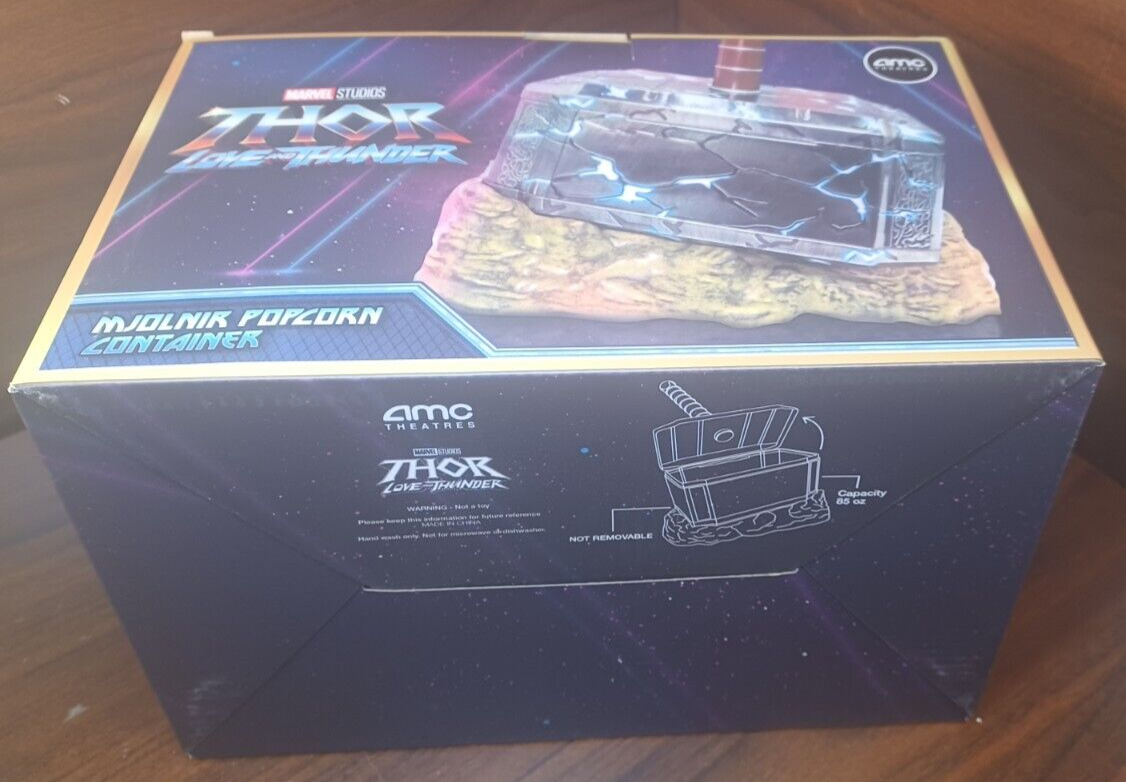 MARVEL STUDIOS
THOR
LOVE AND THUNDER
amc
THEATRES
MJOLNIR POPCORN
CONTAINER
amc
THEATRES
MARVEL STUDIOS
THOR
LOVE AND THUNDER
WARNING - Not a toy
Please keep this information for future reference
MADE IN CHINA
Hand wash only. Not for microwave or dishwasher.
NOT REMOVABLE
Capacity
85 oz